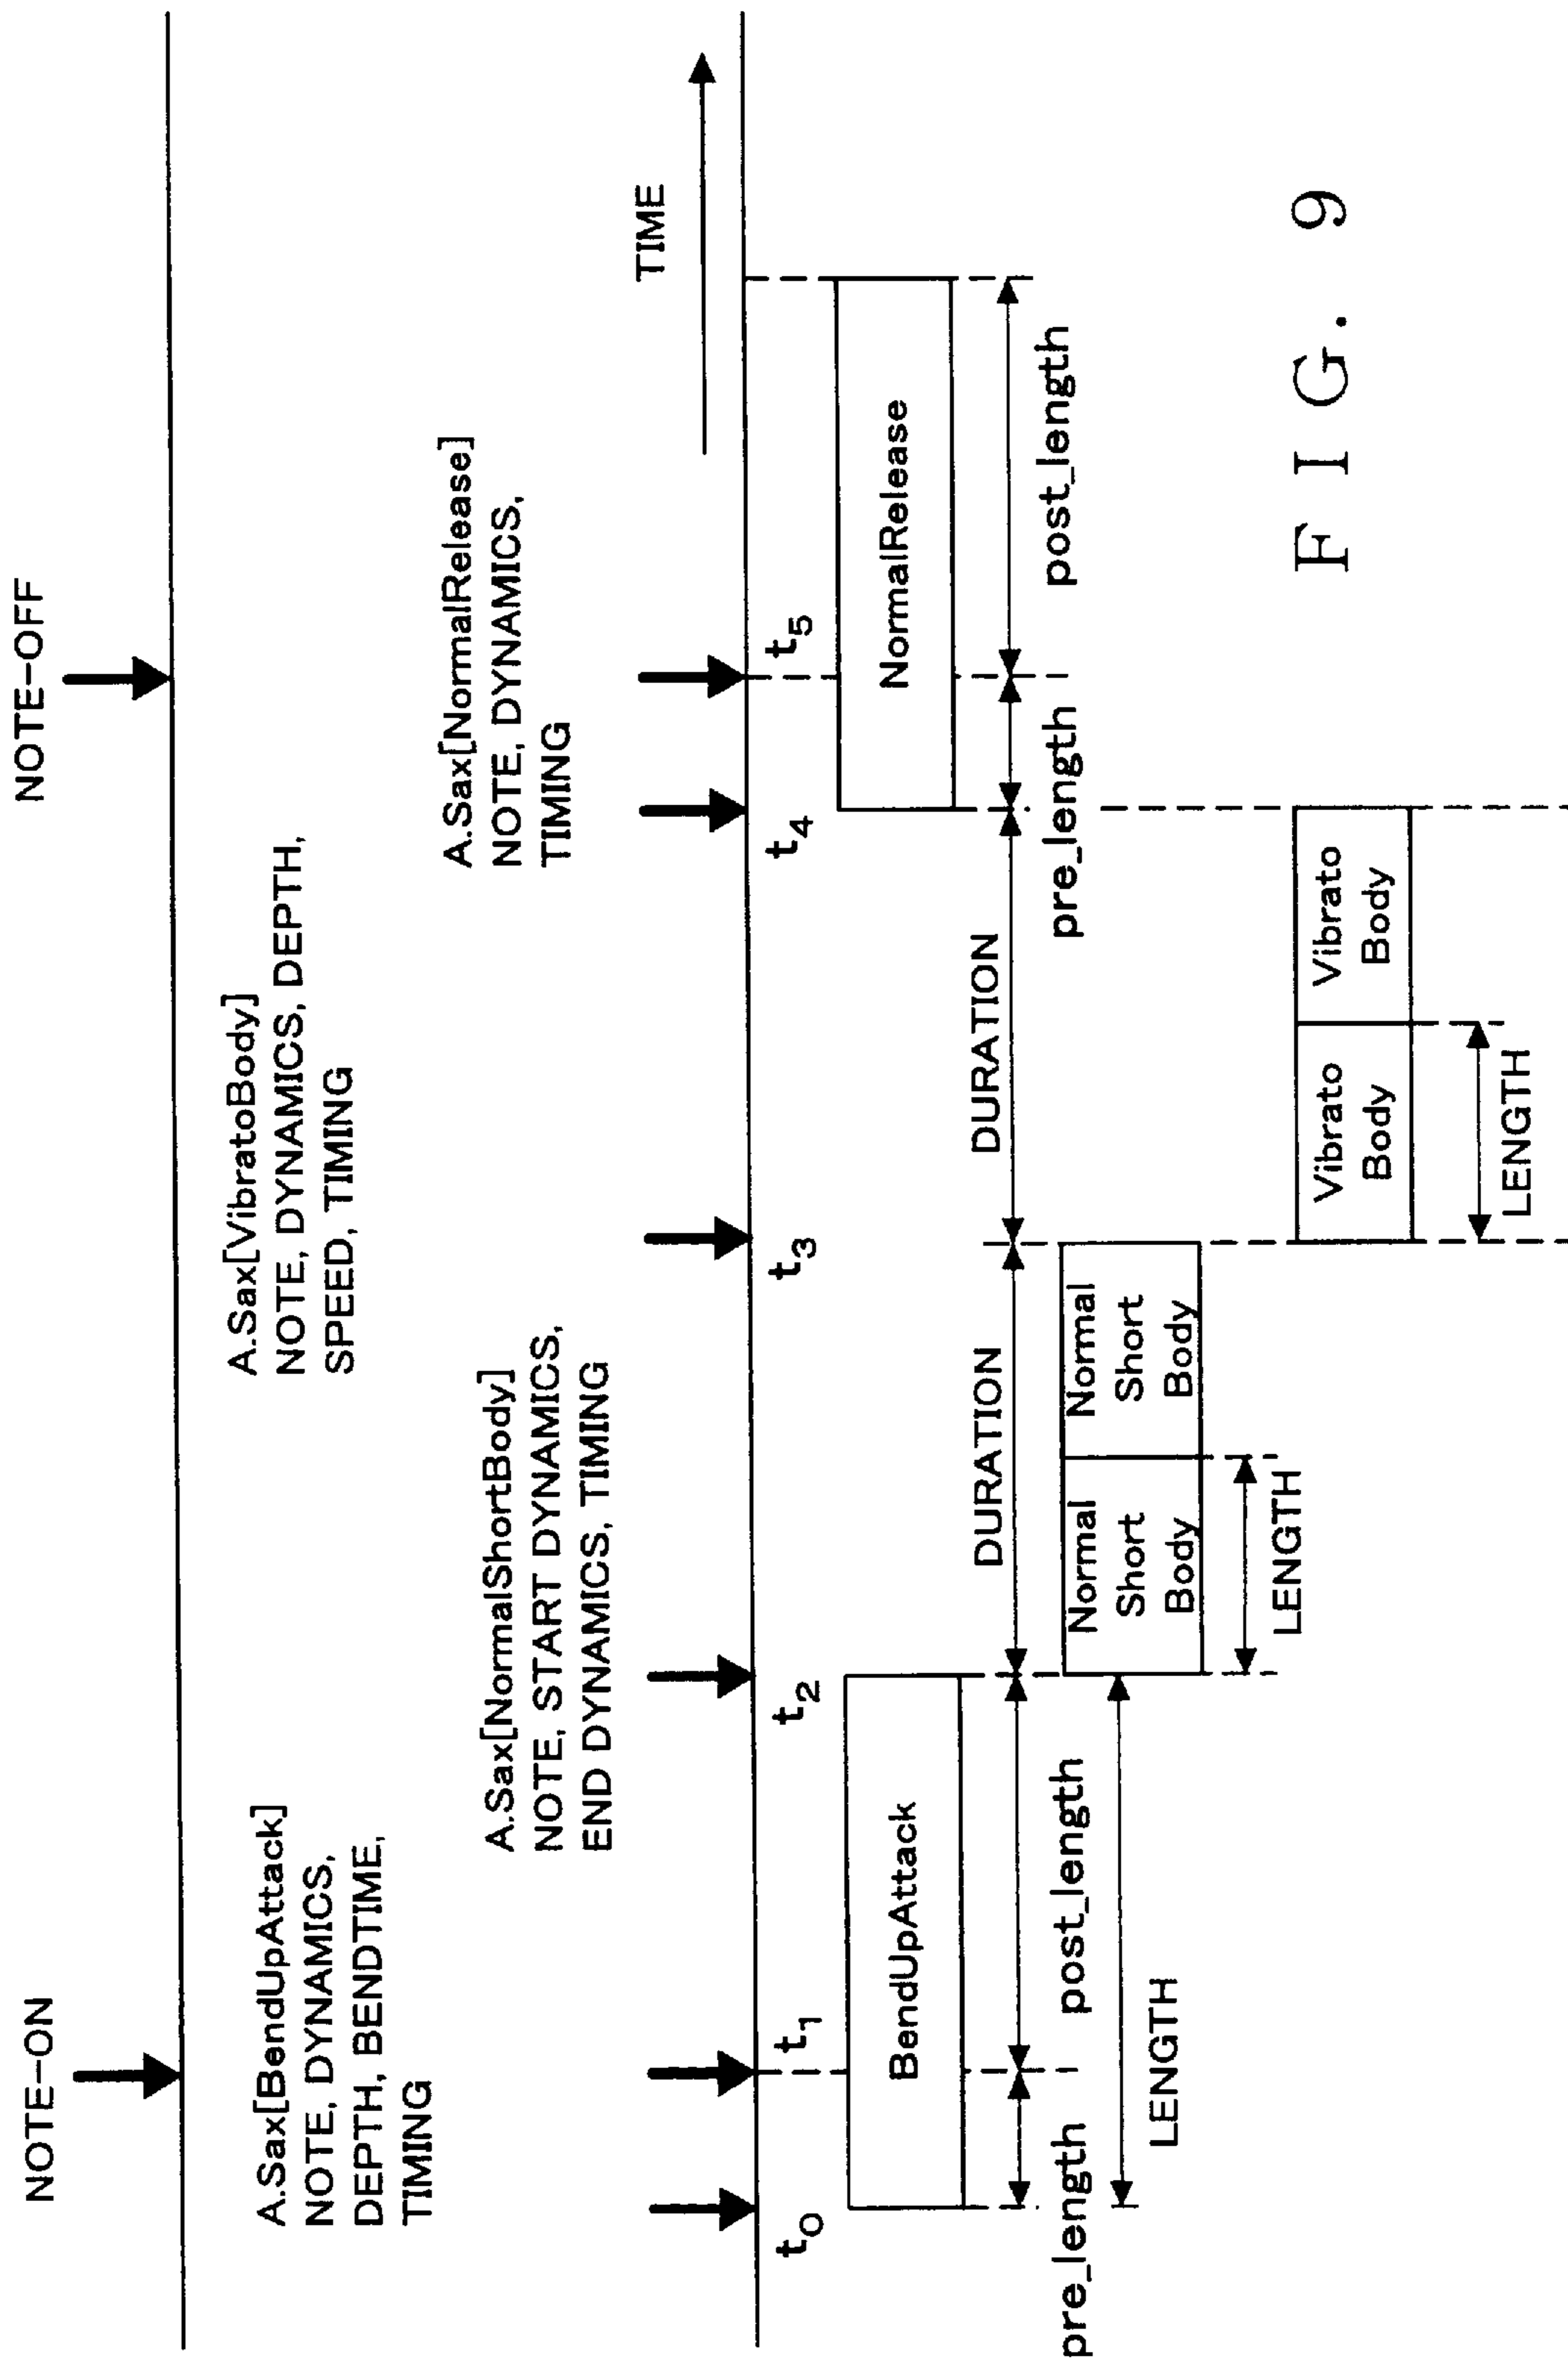 NOTE-ON
NOTE-OFF
A.Sax[BendUpAttack]
NOTE, DYNAMICS,
DEPTH, BENDTIME,
TIMING
A.Sax[VibratoBody]
NOTE, DYNAMICS, DEPTH,
SPEED, TIMING
A.Sax[NormalShortBody]
NOTE, START DYNAMICS,
END DYNAMICS, TIMING
A.Sax[NormalRelease]
NOTE, DYNAMICS,
TIMING
TIME
t0
t1
t2
t3
t4
t5
BendUpAttack
NormalRelease
DURATION
DURATION
pre_length
post_length
pre_length
post_length
LENGTH
Normal
Short
Body
Normal
Short
Body
LENGTH
Vibrato
Body
Vibrato
Body
LENGTH
FIG. 9